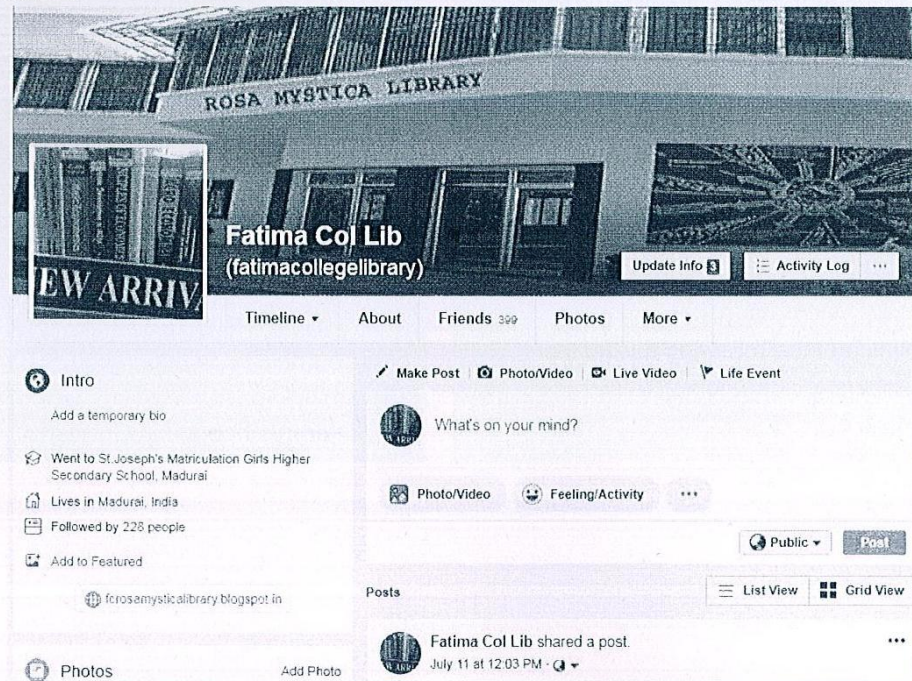 ROSA MYSTICA LIBRARY
EW ARRIV
Fatima Col Lib
(fatimacollegelibrary)
Update Info 3
Activity Log ...
Timeline
About
Friends 399
Photos
More
Intro
Add a temporary bio
Went to St.Joseph's Matriculation Girls Higher
Secondary School, Madurai
Lives in Madurai, India
Followed by 228 people
Add to Featured
fcrosamysticalibrary.blogspot.in
Photos
Add Photo
Make Post
Photo/Video
Live Video
Life Event
What's on your mind?
Photo/Video
Feeling/Activity
...
Public
Post
Posts
List View
Grid View
Fatima Col Lib shared a post.
...
July 11 at 12:03 PM ·